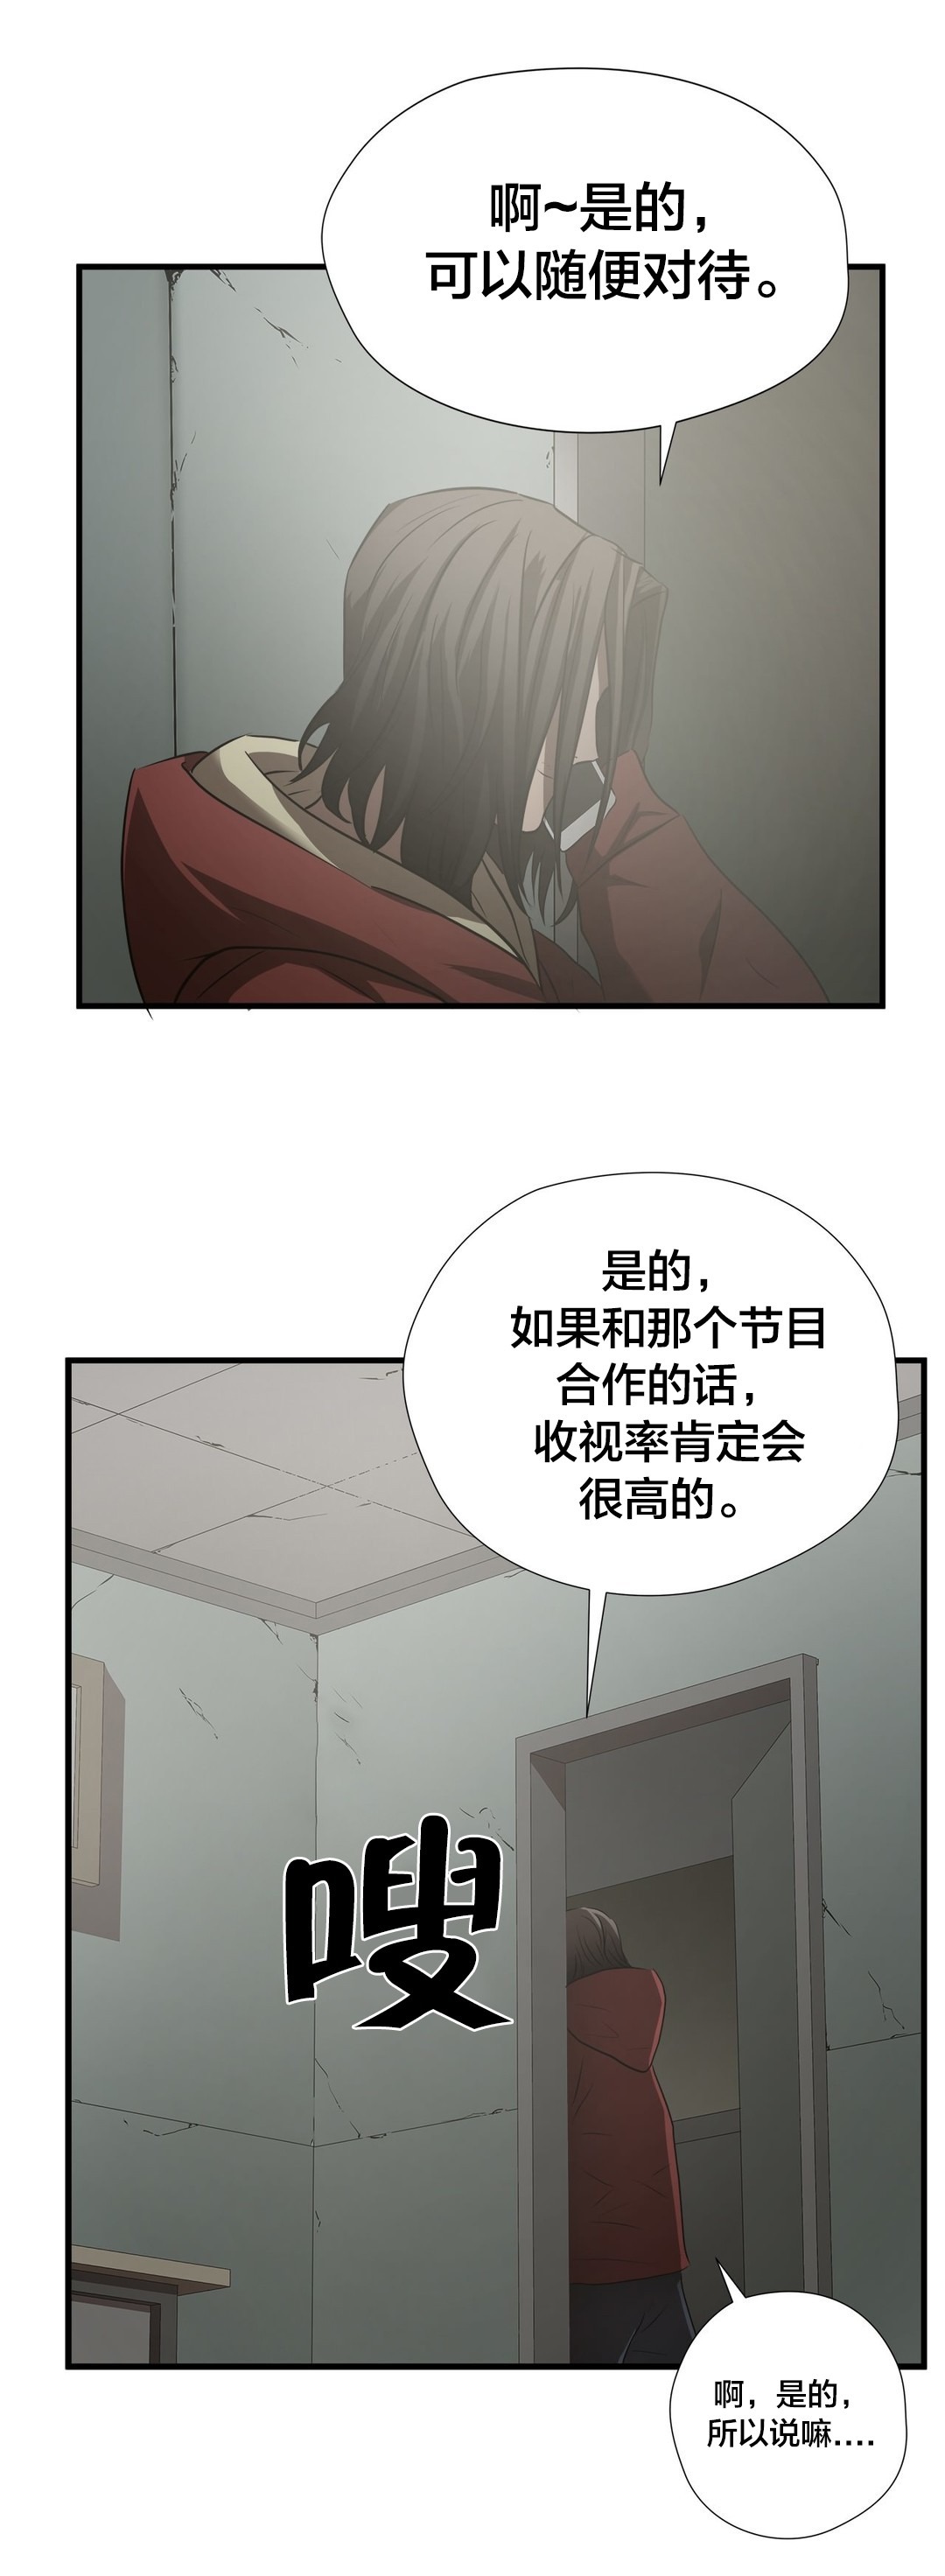 啊~是的，
可以随便对待。
是的，
如果和那个节目
合作的话，
收视率肯定会
很高的。
嗖
啊，是的，
所以说嘛....